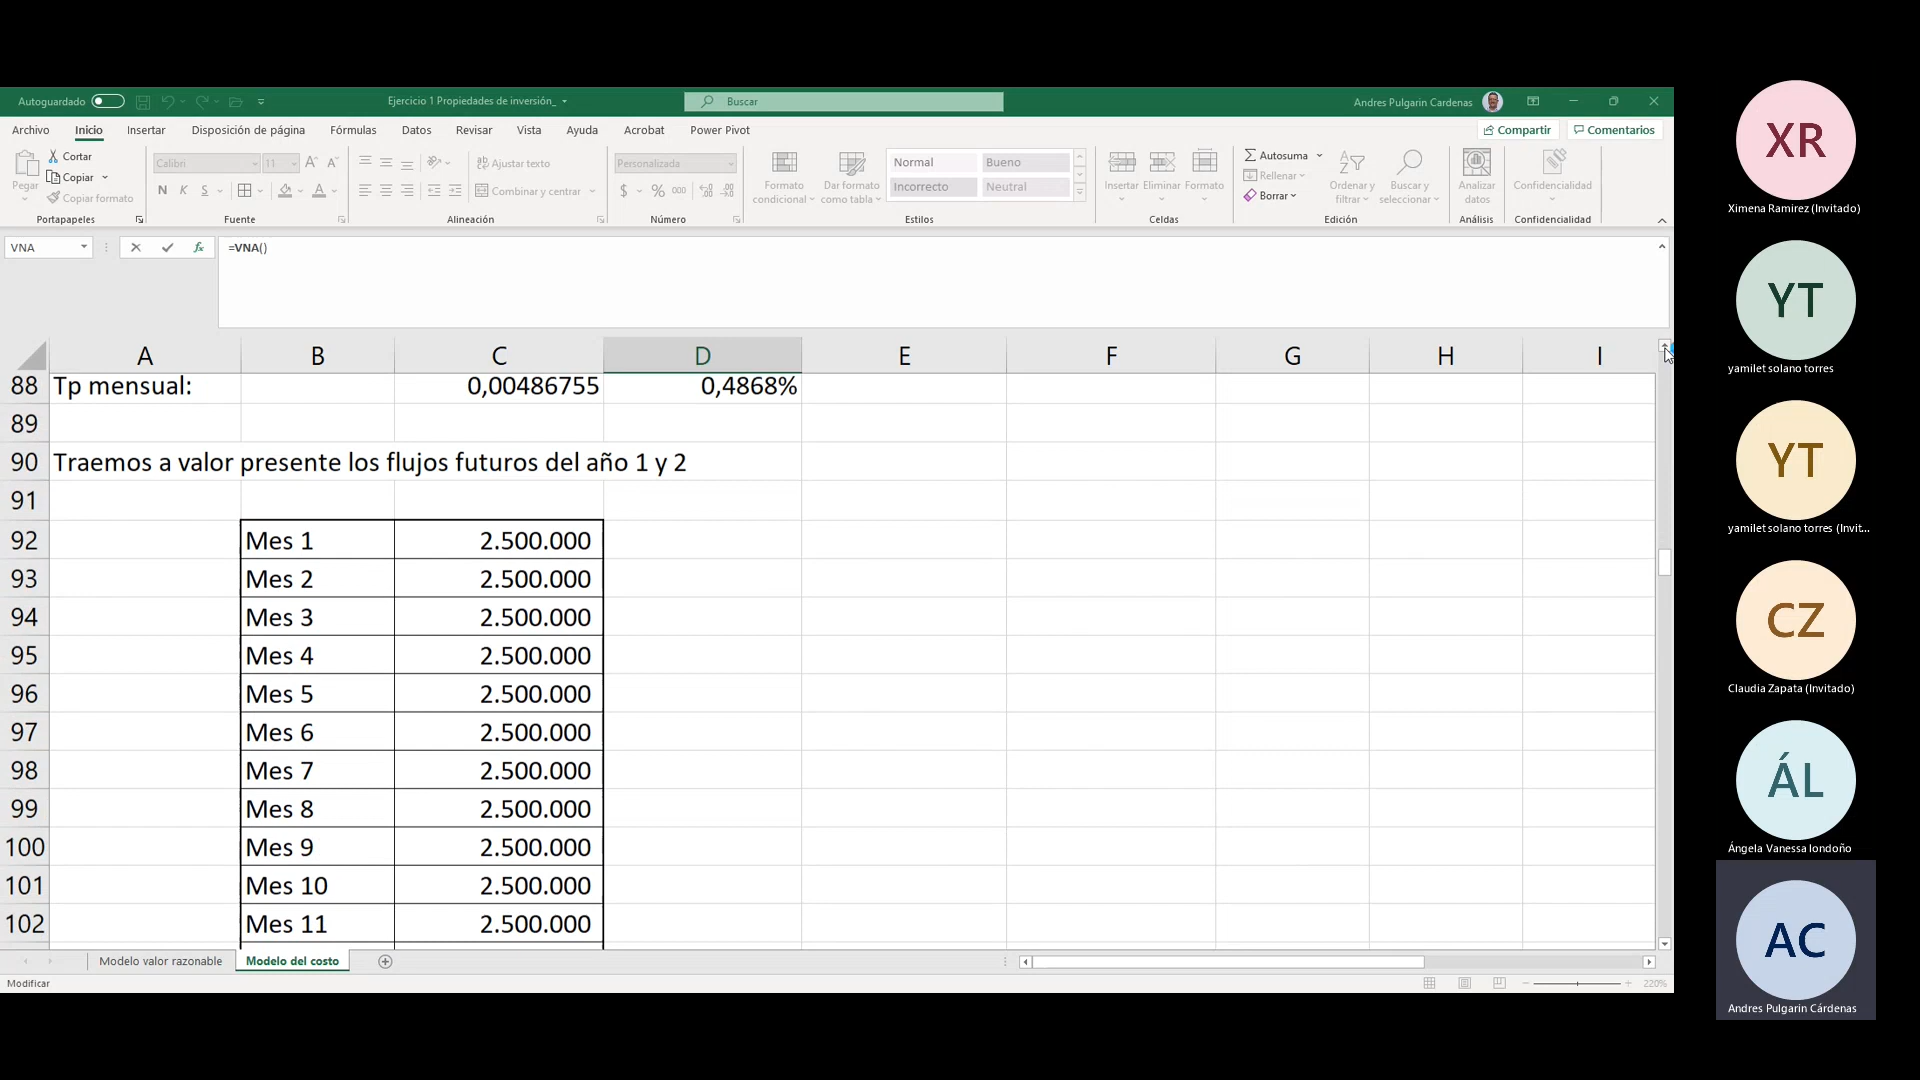 Autoguardado
Ejercicio 1 Propiedades de inversión_
Buscar
Andres Pulgarin Cardenas
Archivo Inicio Insertar Disposición de página Fórmulas Datos Revisar Vista Ayuda Acrobat Power Pivot
Compartir Comentarios
Pegar
Cortar
Copiar
Copiar formato
Portapapeles
Calibri 11
N K S
Fuente
Ajustar texto
Combinar y centrar
Alineación
Personalizada
$ % 000
Número
Formato condicional
Dar formato como tabla
Normal Bueno
Incorrecto Neutral
Estilos
Insertar Eliminar Formato
Celdas
Autosuma
Rellenar
Borrar
Ordenar y filtrar
Buscar y seleccionar
Edición
Analizar datos
Análisis
Confidencialidad
Confidencialidad
VNA
fx
=VNA()
A B C D E F G H I
88 Tp mensual: 0,00486755 0,4868%
89
90 Traemos a valor presente los flujos futuros del año 1 y 2
91
92 Mes 1 2.500.000
93 Mes 2 2.500.000
94 Mes 3 2.500.000
95 Mes 4 2.500.000
96 Mes 5 2.500.000
97 Mes 6 2.500.000
98 Mes 7 2.500.000
99 Mes 8 2.500.000
100 Mes 9 2.500.000
101 Mes 10 2.500.000
102 Mes 11 2.500.000
Modelo valor razonable Modelo del costo
Modificar
220%
XR
Ximena Ramirez (Invitado)
YT
yamilet solano torres
YT
yamilet solano torres (Invit...
CZ
Claudia Zapata (Invitado)
ÁL
Ángela Vanessa londoño
AC
Andres Pulgarin Cárdenas